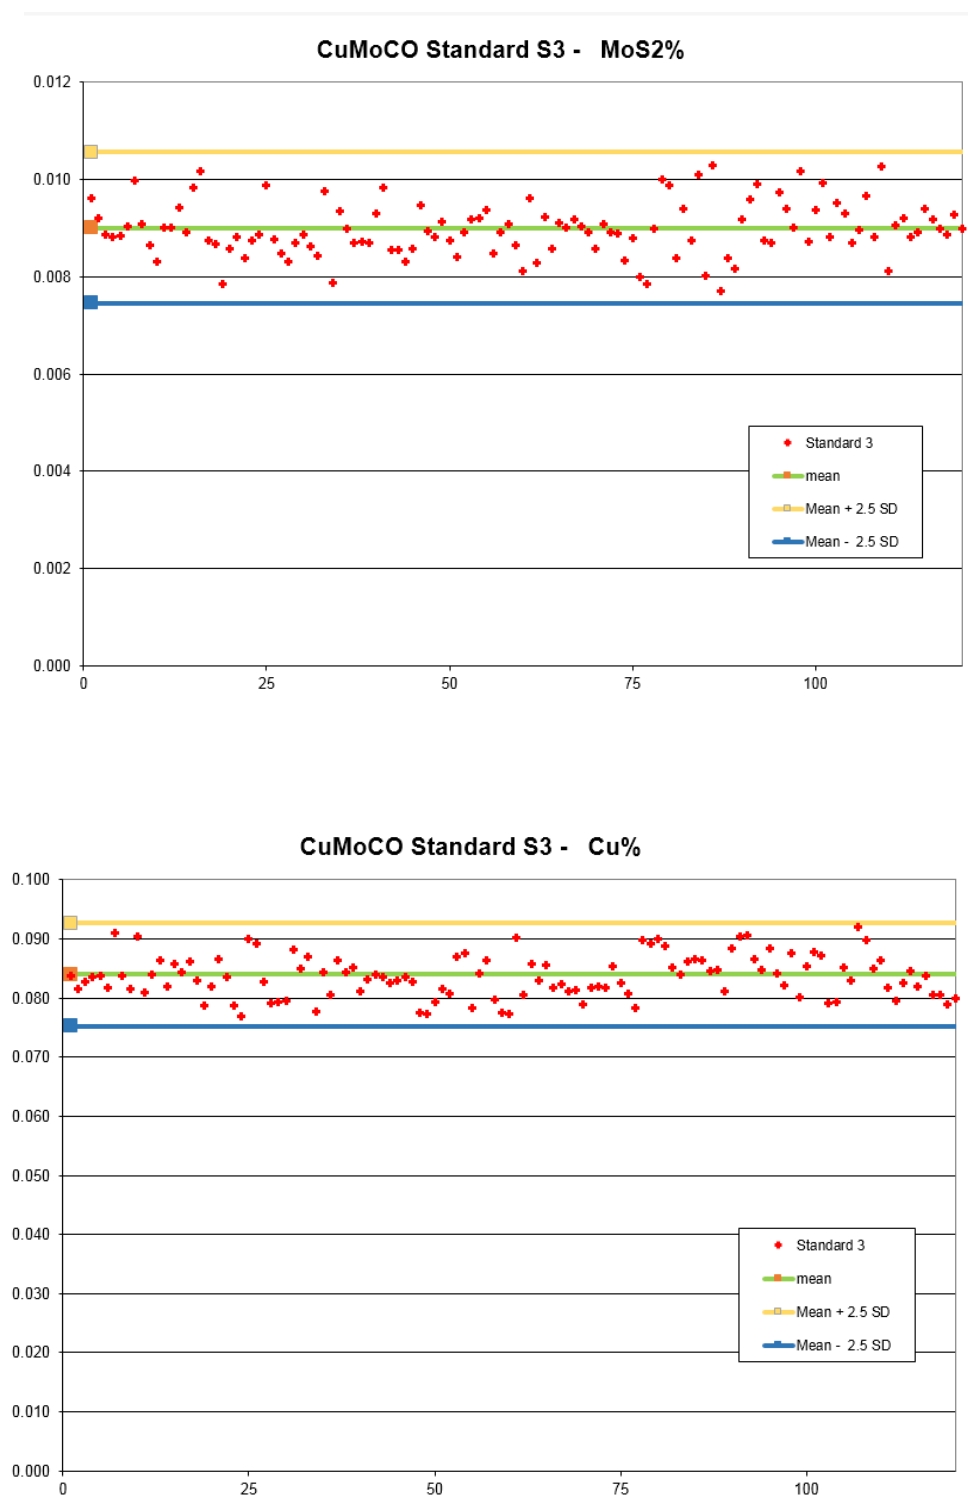 CuMoCO Standard S3 -   MoS2%
0.012
0.010
0.008
0.006
0.004
0.002
0.000
0
25
50
75
100
Standard 3
mean
Mean + 2.5 SD
Mean -  2.5 SD
CuMoCO Standard S3 -   Cu%
0.100
0.090
0.080
0.070
0.060
0.050
0.040
0.030
0.020
0.010
0.000
0
25
50
75
100
Standard 3
mean
Mean + 2.5 SD
Mean -  2.5 SD